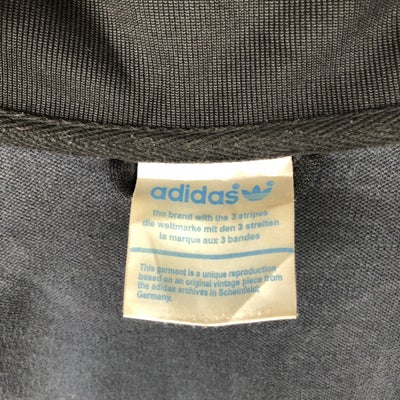 adidas
the brand with the 3 stripes
die weltmarke mit den 3 streifen
la marque aux 3 bandes
This garment is a unique reproduction
based on an original vintage piece from
the adidas archives in Scheinfeld,
Germany.